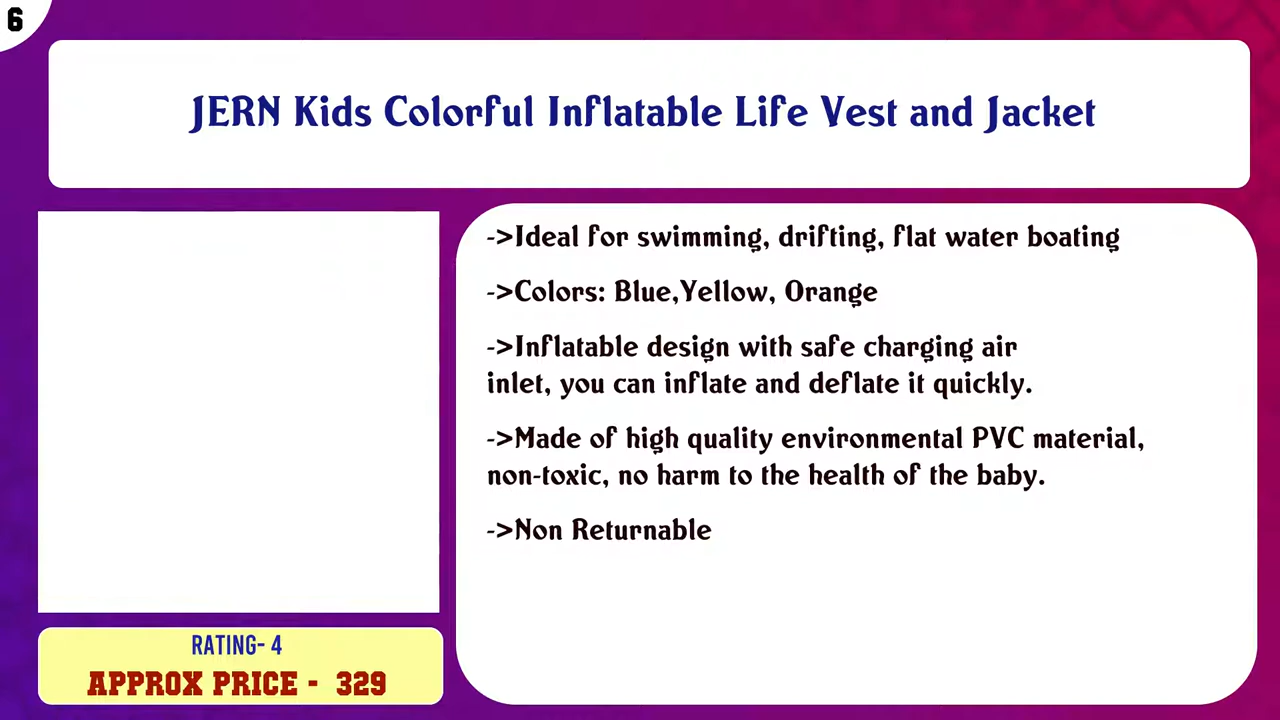 6
JERN Kids Colorful Inflatable Life Vest and Jacket
->Ideal for swimming, drifting, flat water boating
->Colors: Blue,Yellow, Orange
->Inflatable design with safe charging air
inlet, you can inflate and deflate it quickly.
->Made of high quality environmental PVC material,
non-toxic, no harm to the health of the baby.
->Non Returnable
RATING- 4
APPROX PRICE - 329